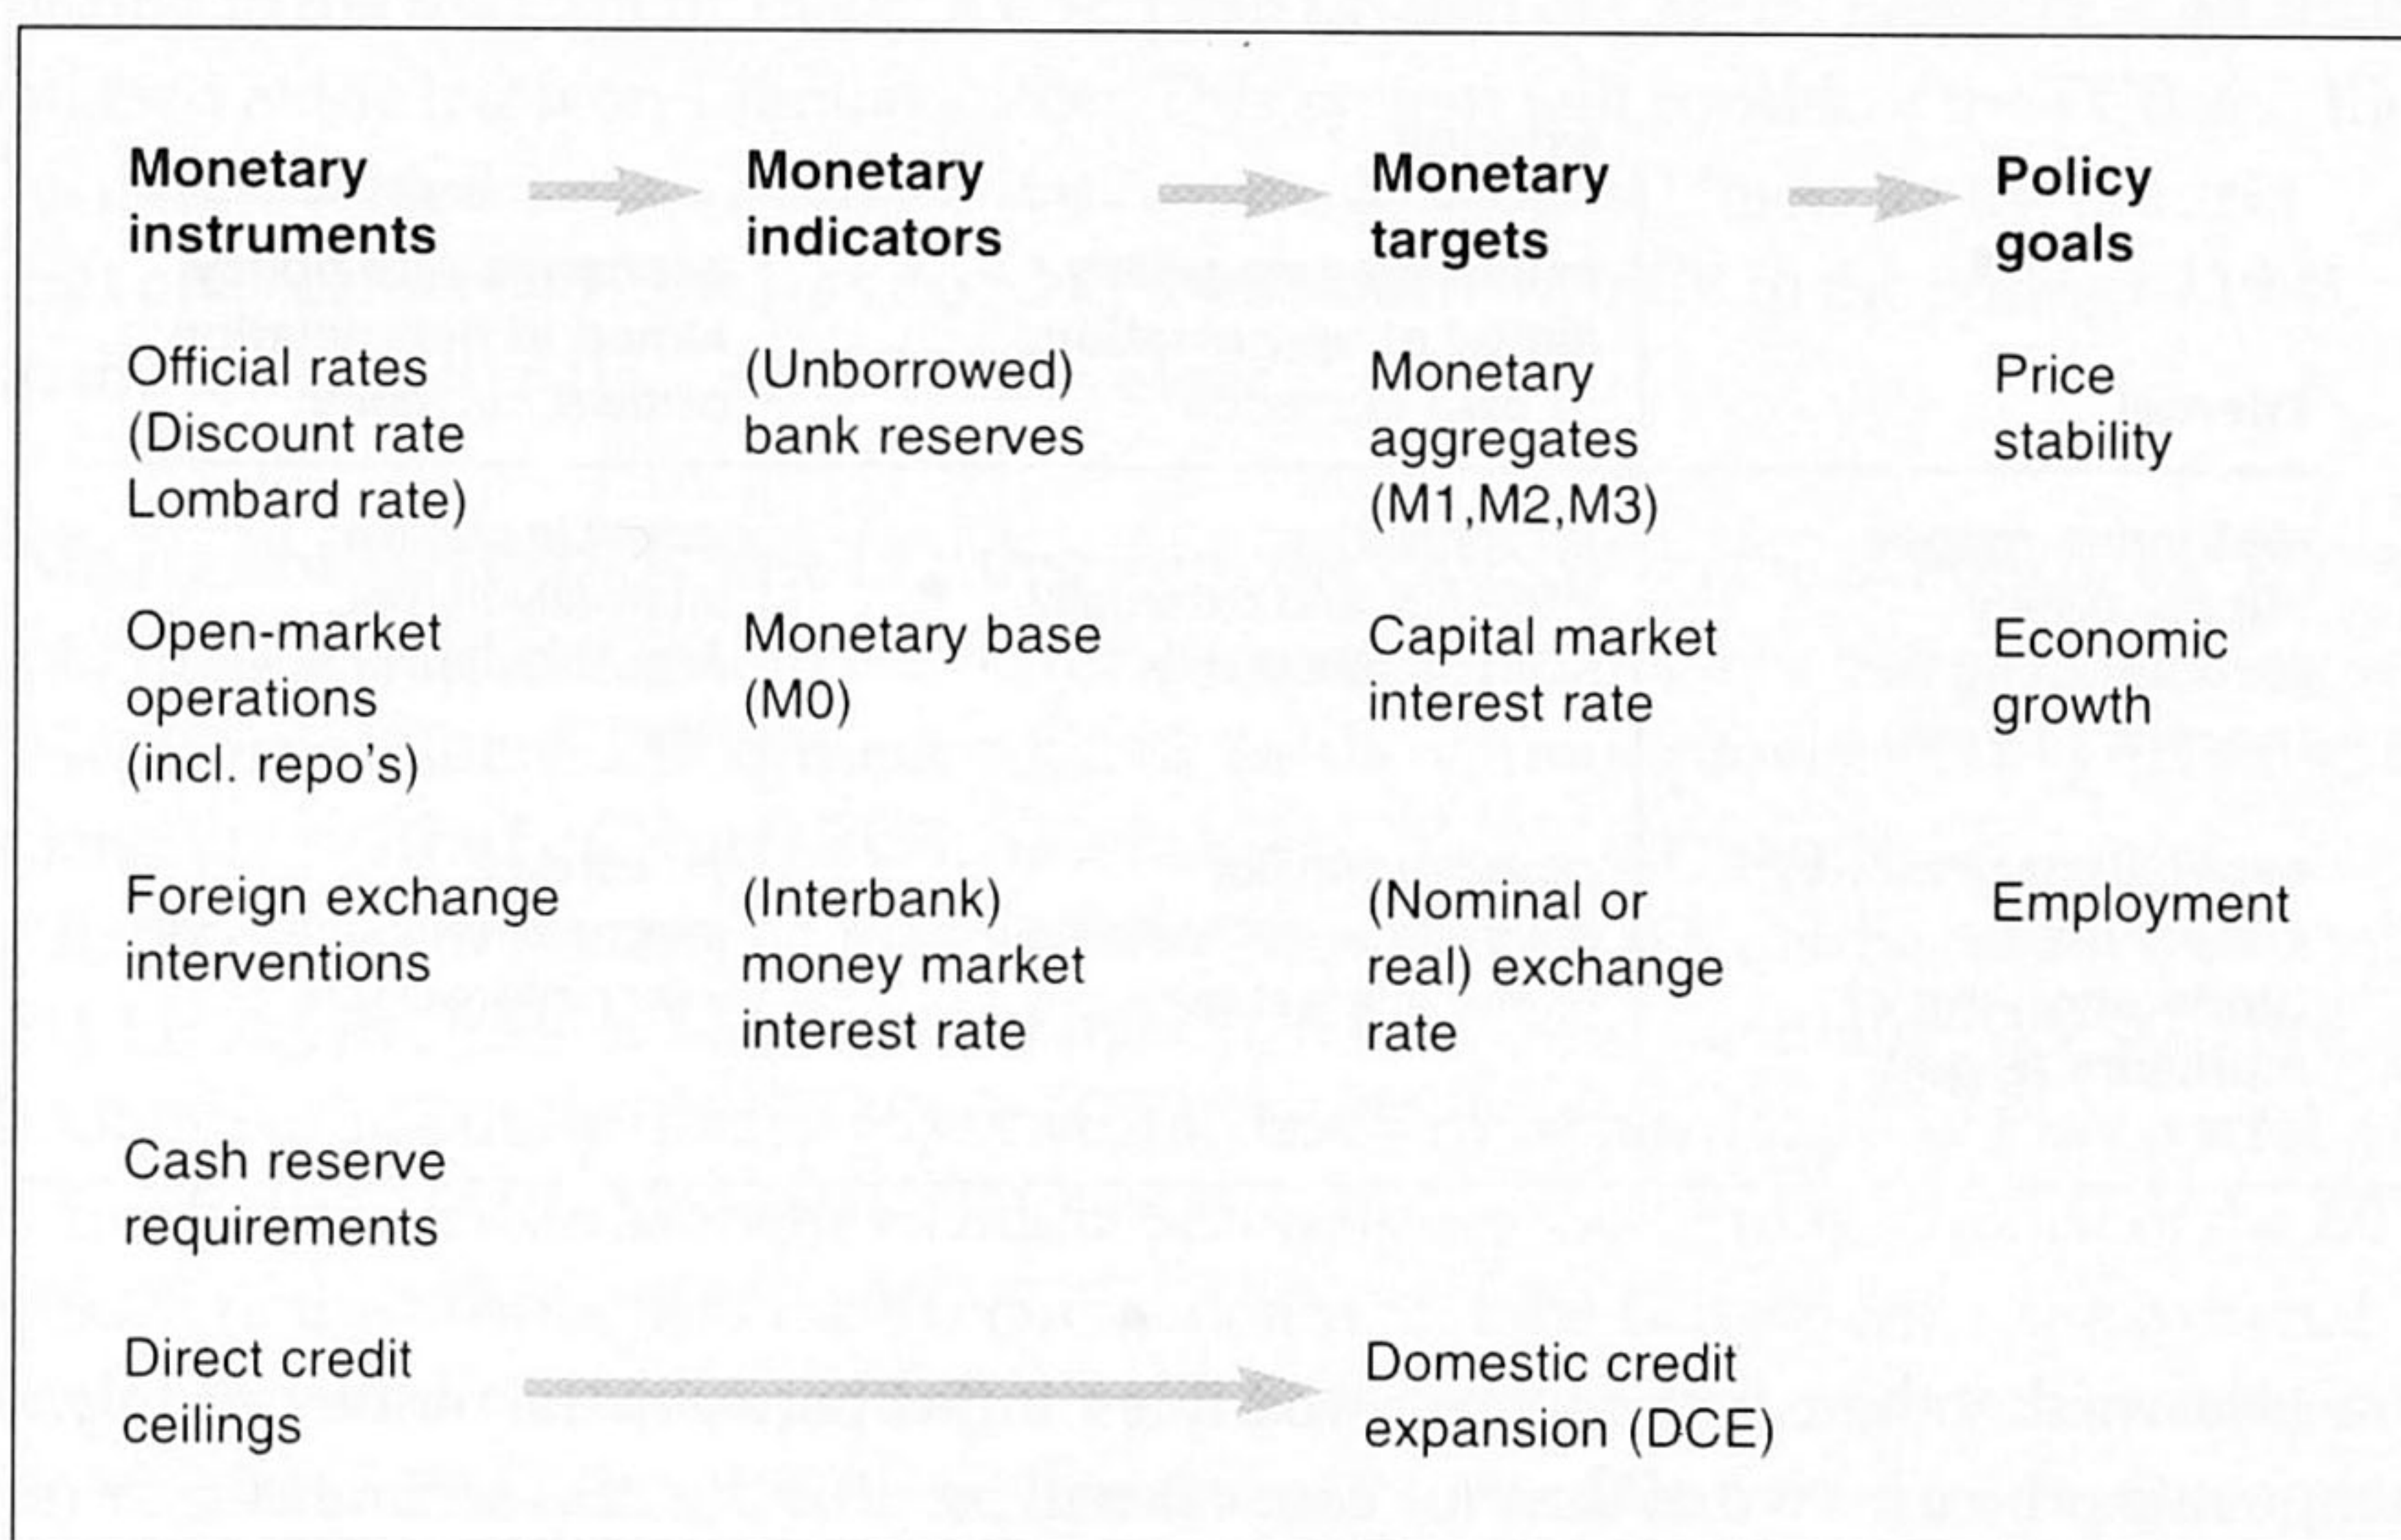 Monetary
instruments
Monetary
indicators
Monetary
targets
Policy
goals
Official rates
(Discount rate
Lombard rate)
(Unborrowed)
bank reserves
Monetary
aggregates
(M1,M2,M3)
Price
stability
Open-market
operations
(incl. repo's)
Monetary base
(M0)
Capital market
interest rate
Economic
growth
Foreign exchange
interventions
(Interbank)
money market
interest rate
(Nominal or
real) exchange
rate
Employment
Cash reserve
requirements
Direct credit
ceilings
Domestic credit
expansion (DCE)